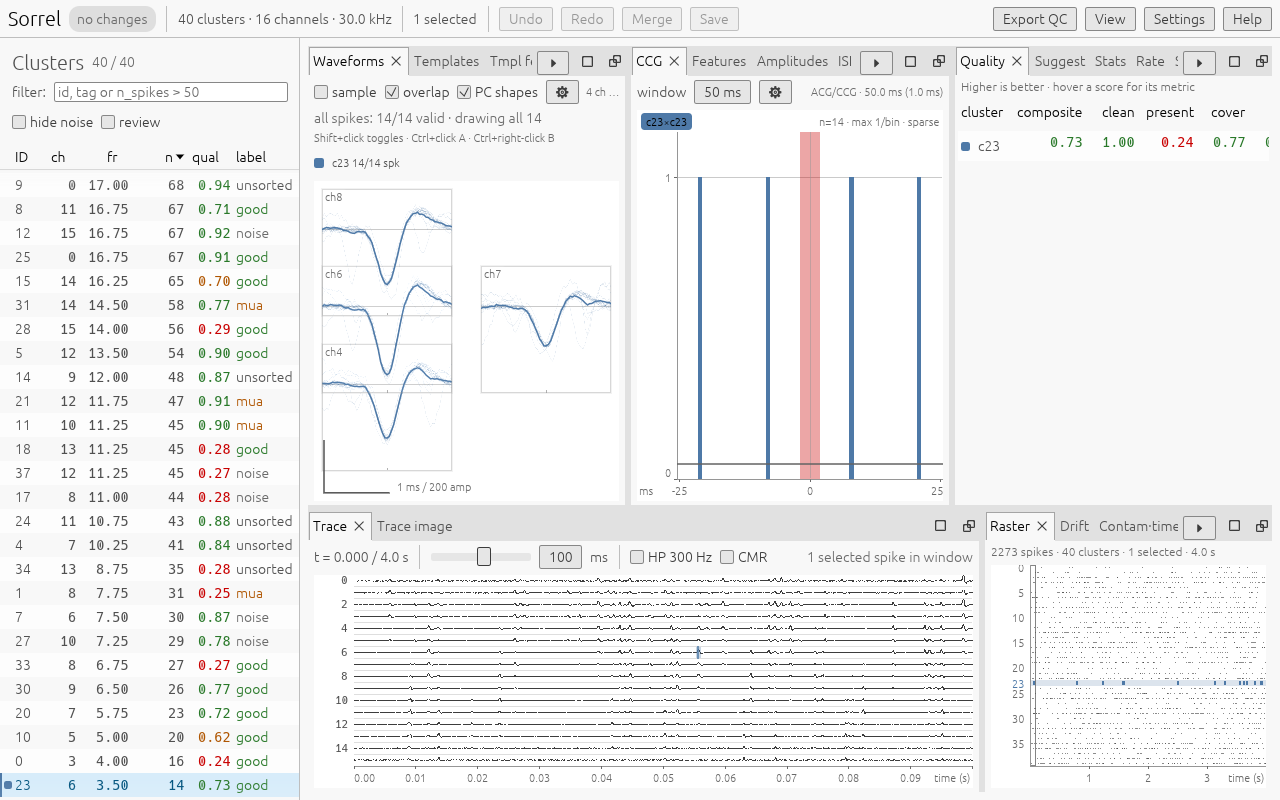 Sorrel no changes 40 clusters · 16 channels · 30.0 kHz 1 selected Undo Redo Merge Save Export QC View Settings Help
Clusters 40 / 40
filter: id, tag or n_spikes > 50
hide noise review
ID ch fr n qual label
9 0 17.00 68 0.94 unsorted
8 11 16.75 67 0.71 good
12 15 16.75 67 0.92 noise
25 0 16.75 67 0.91 good
15 14 16.25 65 0.70 good
31 14 14.50 58 0.77 mua
28 15 14.00 56 0.29 good
5 12 13.50 54 0.90 good
14 9 12.00 48 0.87 unsorted
21 12 11.75 47 0.91 mua
11 10 11.25 45 0.90 mua
18 13 11.25 45 0.28 good
37 12 11.25 45 0.27 noise
17 8 11.00 44 0.28 noise
24 11 10.75 43 0.88 unsorted
4 7 10.25 41 0.84 unsorted
34 13 8.75 35 0.28 unsorted
1 8 7.75 31 0.25 mua
7 6 7.50 30 0.87 noise
27 10 7.25 29 0.78 noise
33 8 6.75 27 0.27 good
30 9 6.50 26 0.77 good
20 7 5.75 23 0.72 good
10 5 5.00 20 0.62 good
0 3 4.00 16 0.24 good
23 6 3.50 14 0.73 good
Waveforms Templates Tmpl
sample overlap PC shapes 4 ch ...
all spikes: 14/14 valid · drawing all 14
Shift+click toggles · Ctrl+click A · Ctrl+right-click B
c23 14/14 spk
ch8
ch6
ch7
ch4
1 ms / 200 amp
CCG Features Amplitudes ISI
window 50 ms ACG/CCG · 50.0 ms (1.0 ms)
c23×c23 n=14 · max 1/bin · sparse
1
0
ms -25 0 25
Quality Suggest Stats Rate
Higher is better · hover a score for its metric
cluster composite clean present cover
c23 0.73 1.00 0.24 0.77
Trace Trace image
t = 0.000 / 4.0 s 100 ms HP 300 Hz CMR 1 selected spike in window
0
2
4
6
8
10
12
14
0.00 0.01 0.02 0.03 0.04 0.05 0.06 0.07 0.08 0.09 time (s)
Raster Drift Contam-time
2273 spikes · 40 clusters · 1 selected · 4.0 s
0
5
10
15
20
23
25
30
35
1 2 3 time (s)